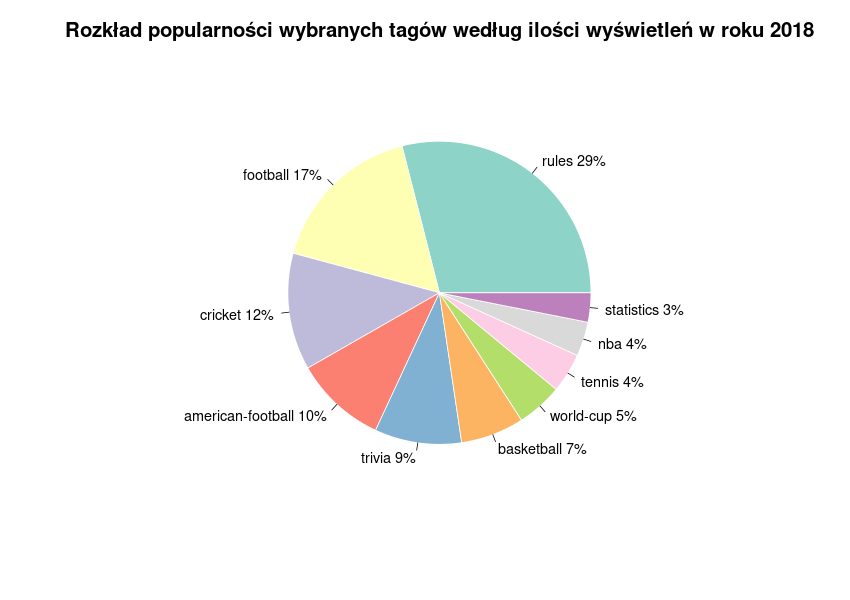 Rozkład popularności wybranych tagów według ilości wyświetleń w roku 2018
rules 29%
football 17%
cricket 12%
american-football 10%
trivia 9%
basketball 7%
world-cup 5%
tennis 4%
nba 4%
statistics 3%